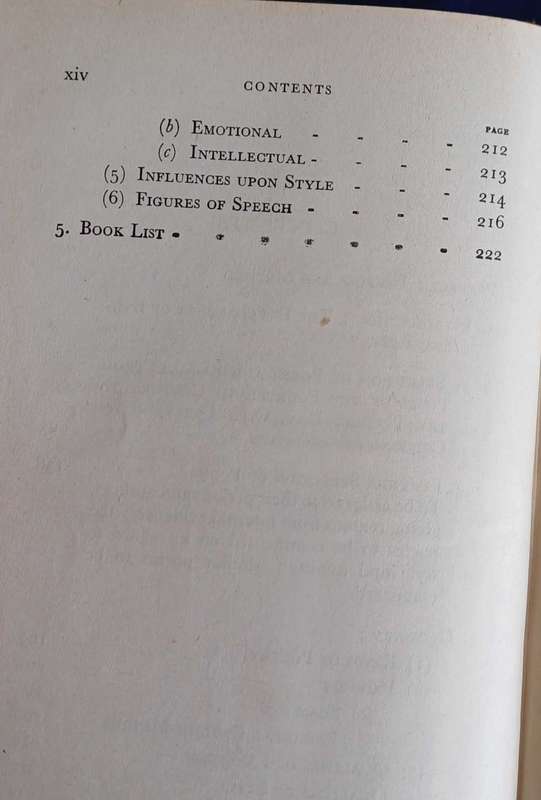 xiv
CONTENTS
PAGE
(b) EMOTIONAL - - - - 212
(c) INTELLECTUAL - - - - 213
(5) INFLUENCES UPON STYLE - - - 214
(6) FIGURES OF SPEECH - - - - 216
5. BOOK LIST - - - - - - - 222